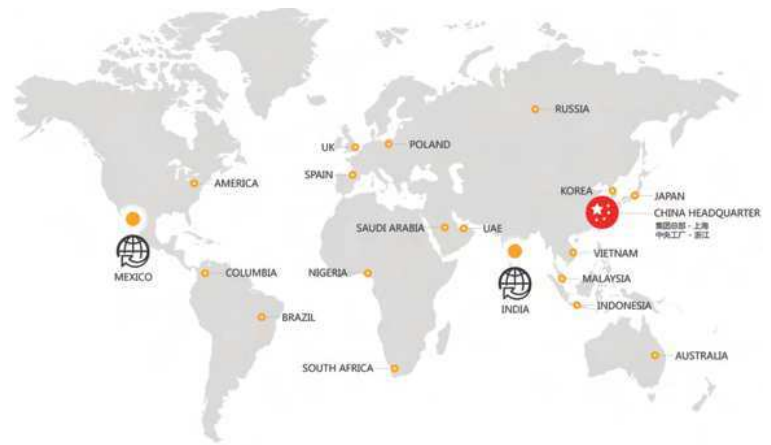 RUSSIA
UK
POLAND
SPAIN
AMERICA
KOREA
JAPAN
CHINA HEADQUARTER
集团总部 - 上海
中央工厂 - 浙江
SAUDI ARABIA
UAE
VIETNAM
MEXICO
COLUMBIA
NIGERIA
MALAYSIA
INDIA
INDONESIA
BRAZIL
AUSTRALIA
SOUTH AFRICA